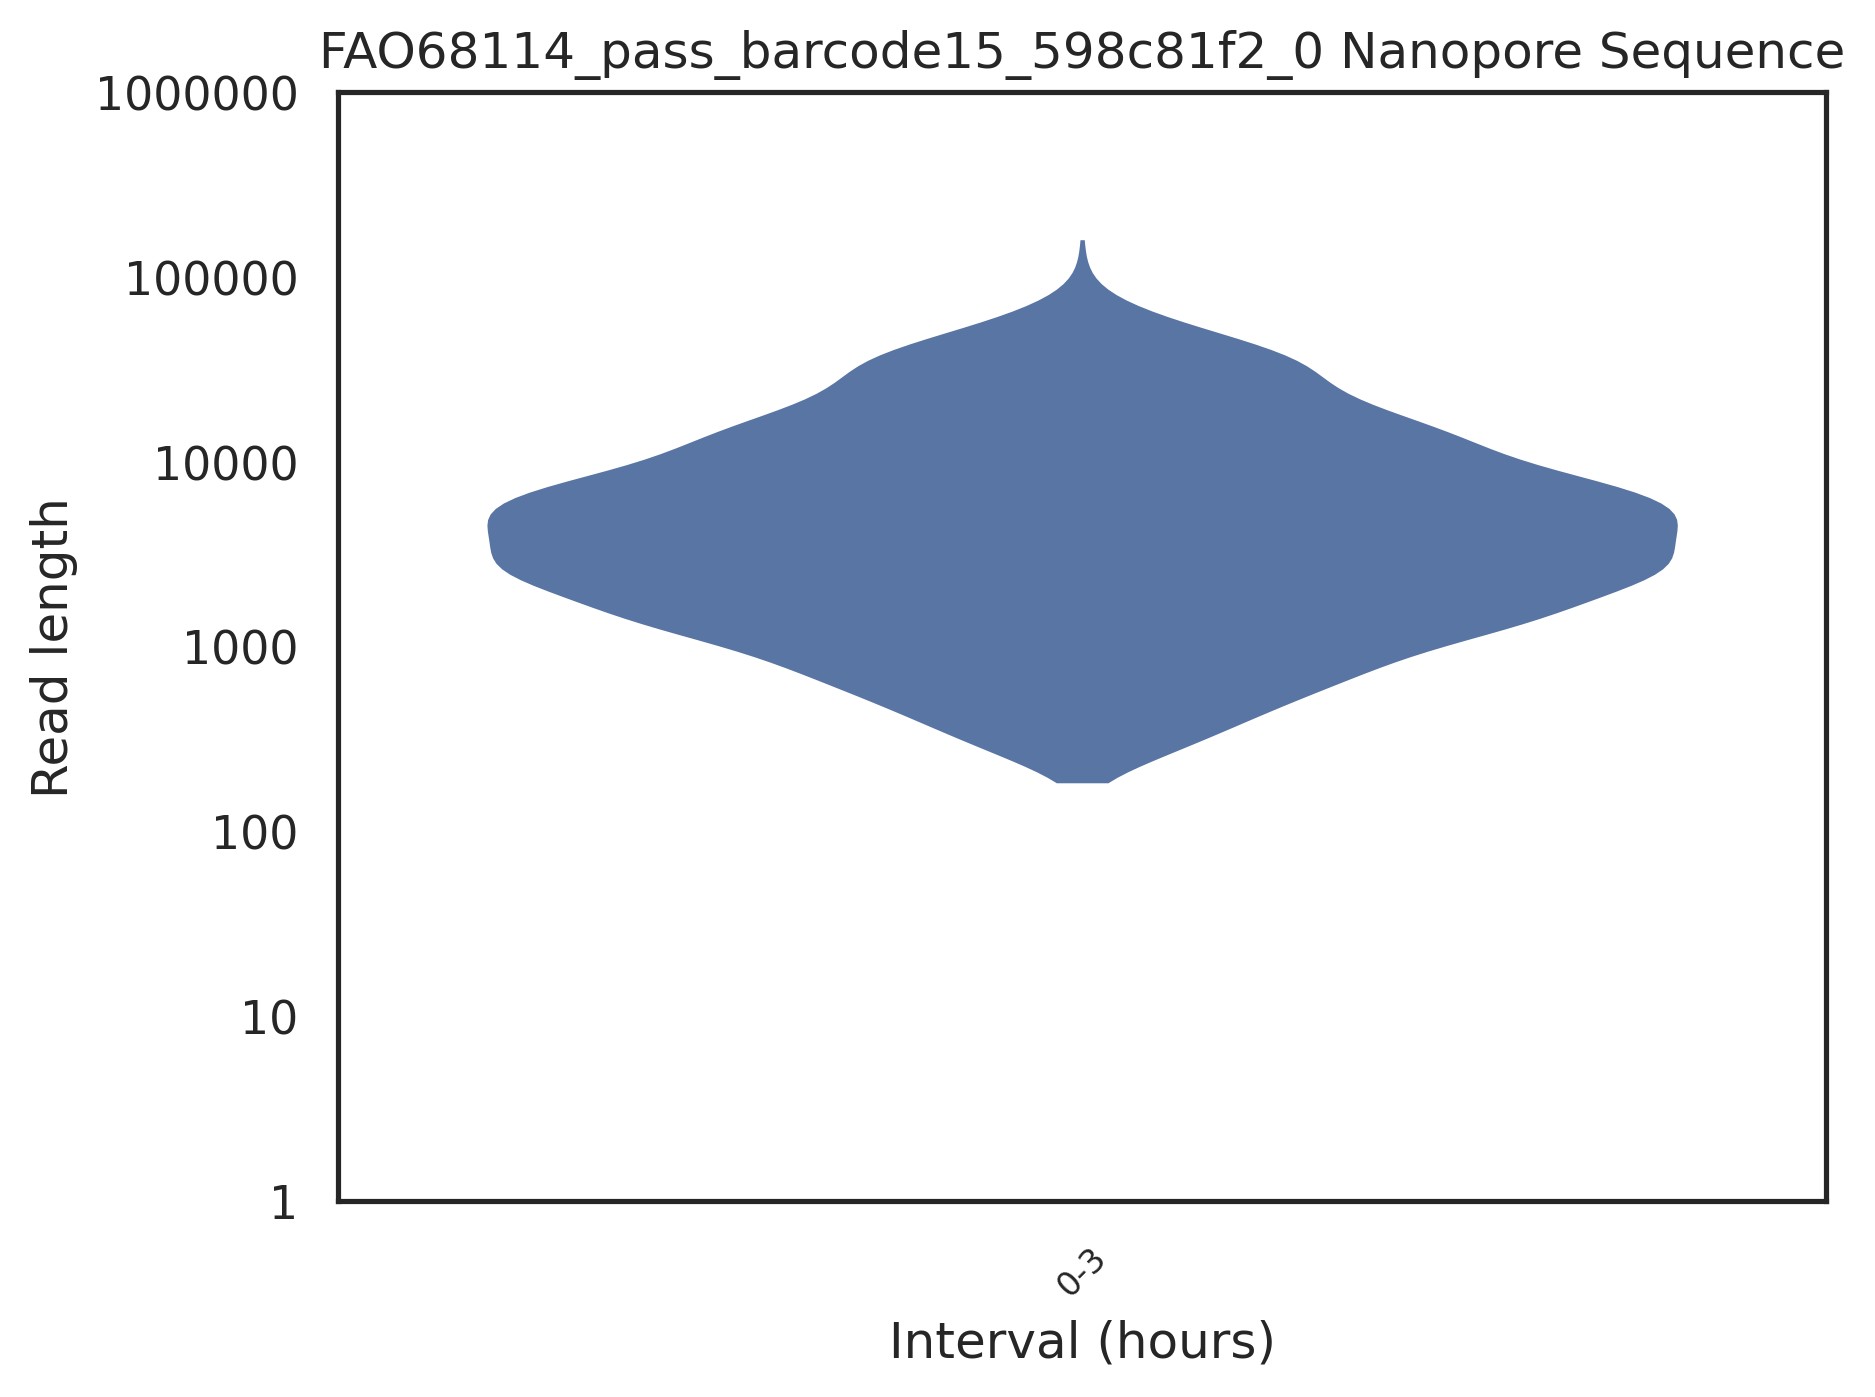 FAO68114_pass_barcode15_598c81f2_0 Nanopore Sequence
1000000
100000
10000
1000
100
10
1
Read length
0-3
Interval (hours)